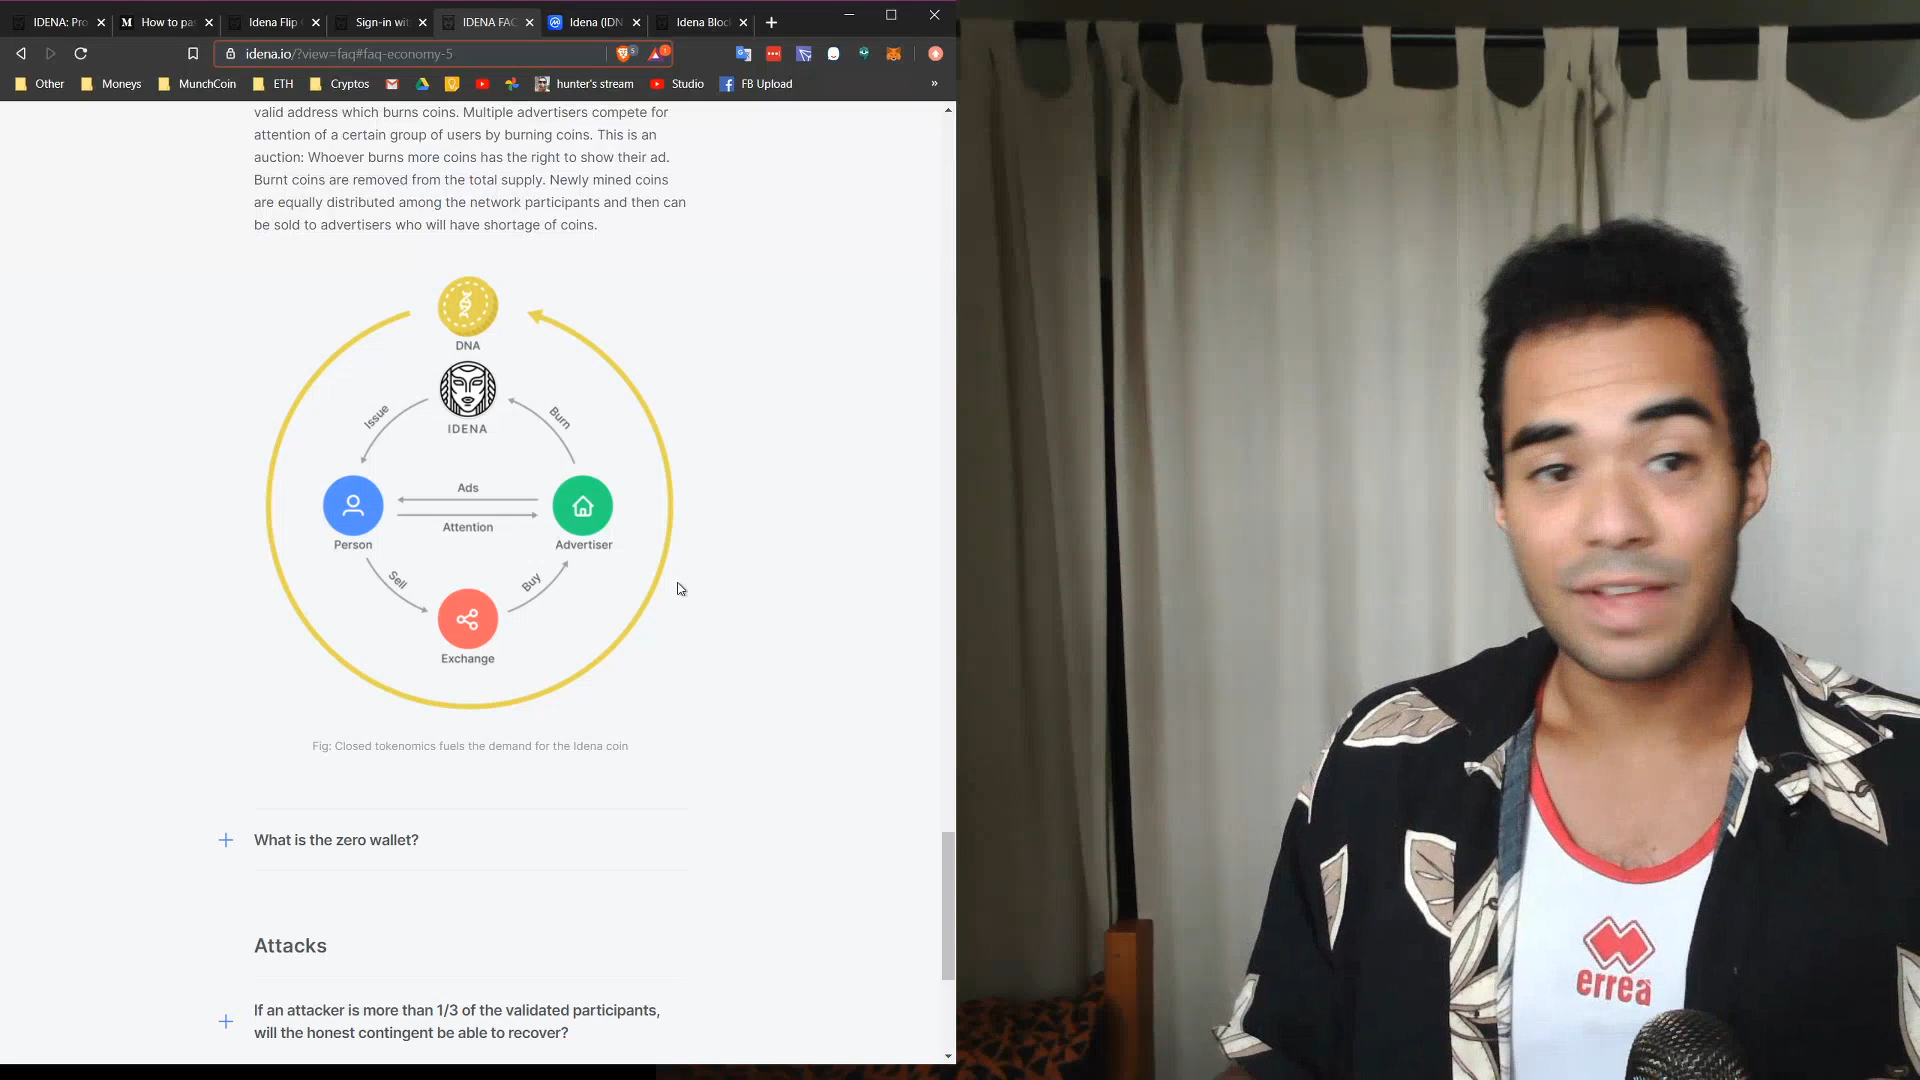 IDENA: Pro
How to pa
Idena Flip
Sign-in wit
IDENA FAC
Idena (IDN
Idena Bloc
idena.io/?view=faq#faq-economy-5
5
1
Other
Moneys
MunchCoin
ETH
Cryptos
hunter's stream
Studio
FB Upload
»
valid address which burns coins. Multiple advertisers compete for
attention of a certain group of users by burning coins. This is an
auction: Whoever burns more coins has the right to show their ad.
Burnt coins are removed from the total supply. Newly mined coins
are equally distributed among the network participants and then can
be sold to advertisers who will have shortage of coins.
DNA
IDENA
Issue
Burn
Ads
Attention
Person
Advertiser
Sell
Buy
Exchange
Fig: Closed tokenomics fuels the demand for the Idena coin
What is the zero wallet?
Attacks
If an attacker is more than 1/3 of the validated participants,
will the honest contingent be able to recover?
errea